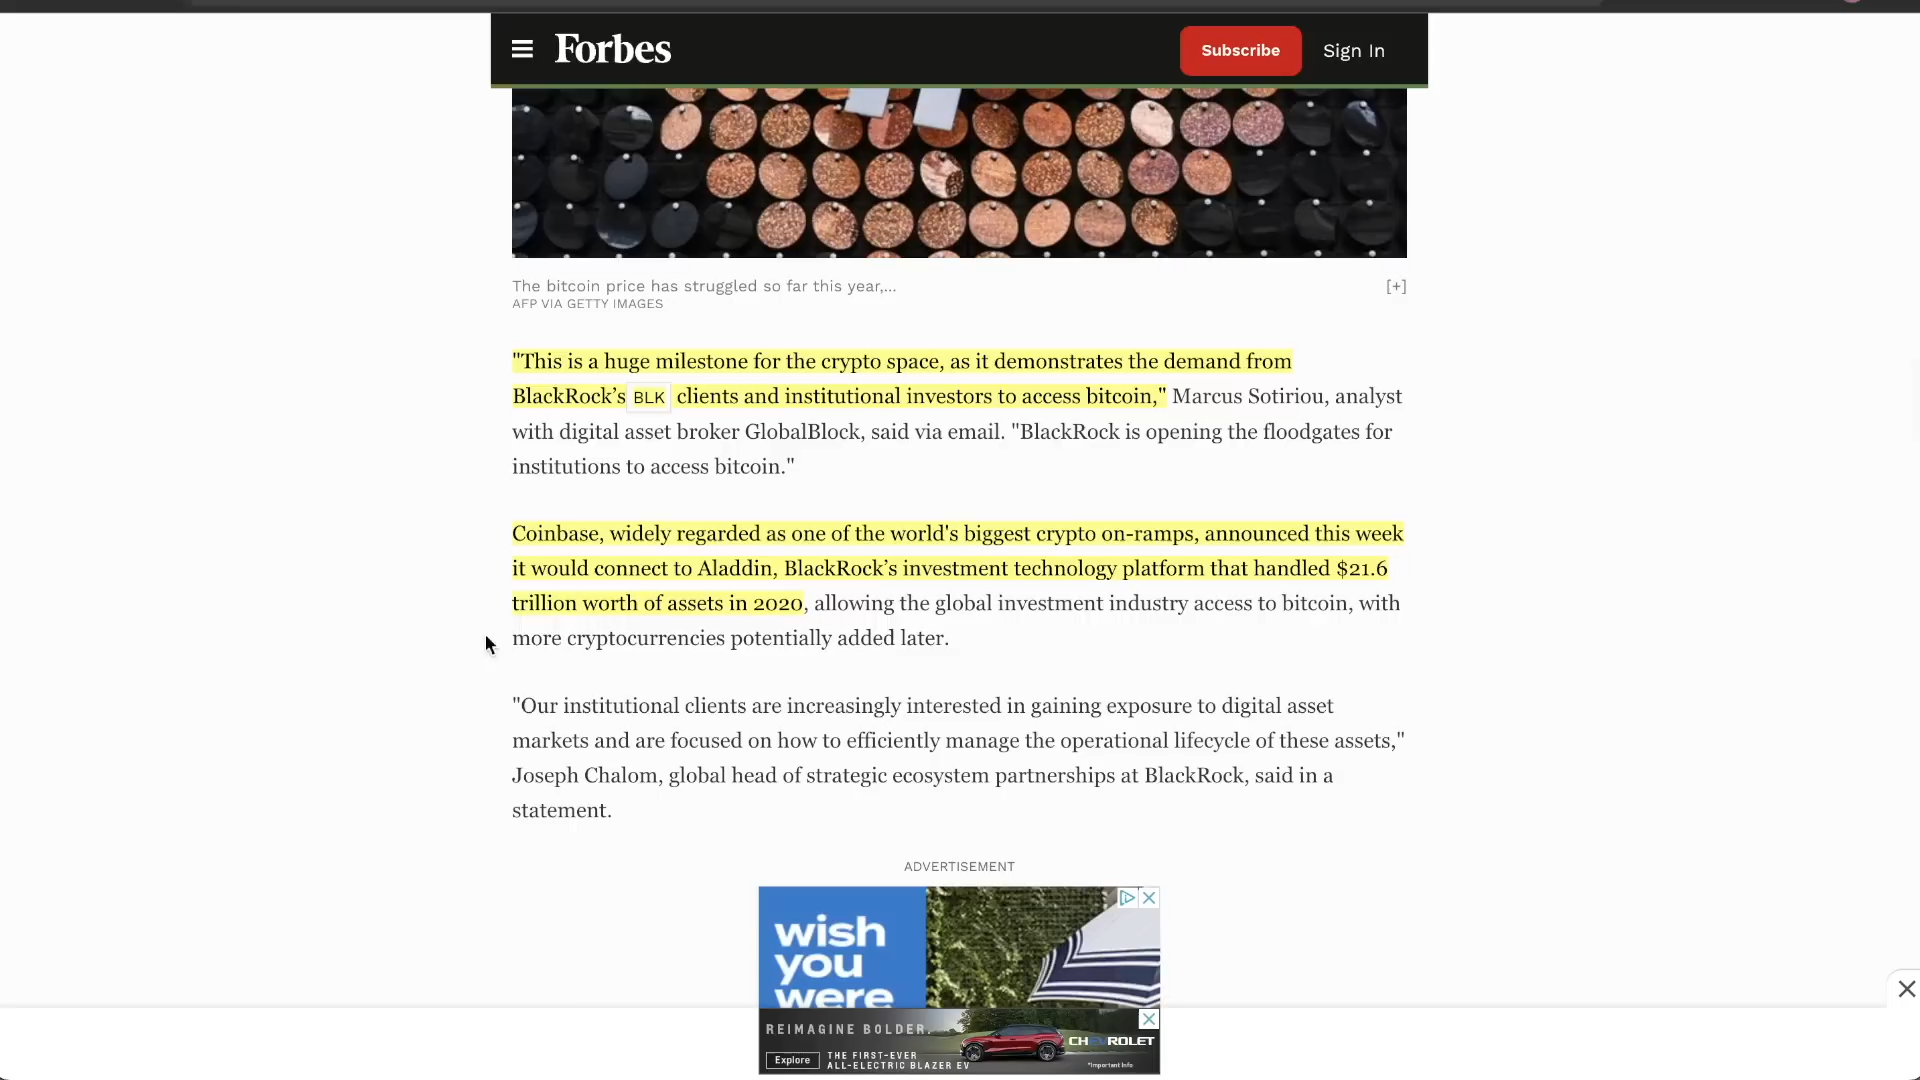 Forbes
Subscribe
Sign In
The bitcoin price has struggled so far this year,...
[+]
AFP VIA GETTY IMAGES
"This is a huge milestone for the crypto space, as it demonstrates the demand from
BlackRock’s BLK clients and institutional investors to access bitcoin," Marcus Sotiriou, analyst
with digital asset broker GlobalBlock, said via email. "BlackRock is opening the floodgates for
institutions to access bitcoin."
Coinbase, widely regarded as one of the world's biggest crypto on-ramps, announced this week
it would connect to Aladdin, BlackRock’s investment technology platform that handled $21.6
trillion worth of assets in 2020, allowing the global investment industry access to bitcoin, with
more cryptocurrencies potentially added later.
"Our institutional clients are increasingly interested in gaining exposure to digital asset
markets and are focused on how to efficiently manage the operational lifecycle of these assets,"
Joseph Chalom, global head of strategic ecosystem partnerships at BlackRock, said in a
statement.
ADVERTISEMENT
wish
you
were
REIMAGINE BOLDER.
CHEVROLET
Explore
THE FIRST-EVER
ALL-ELECTRIC BLAZER EV
*Important Info